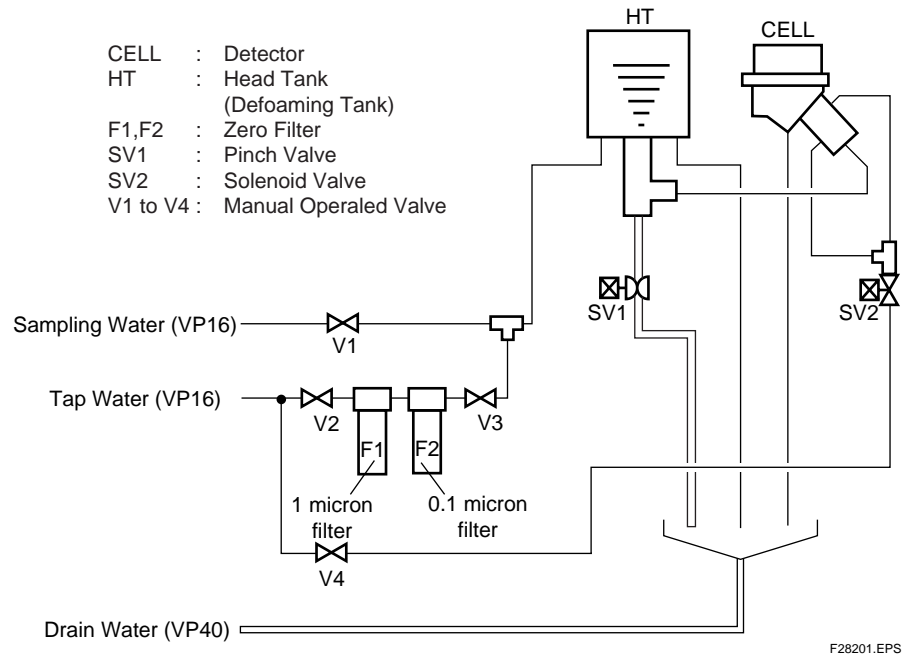 HT
CELL
CELL : Detector
HT : Head Tank
(Defoaming Tank)
F1,F2 : Zero Filter
SV1 : Pinch Valve
SV2 : Solenoid Valve
V1 to V4 : Manual Operaled Valve
SV1
SV2
Sampling Water (VP16)
V1
Tap Water (VP16)
V2
V3
F1
F2
1 micron
filter
0.1 micron
filter
V4
Drain Water (VP40)
F28201.EPS